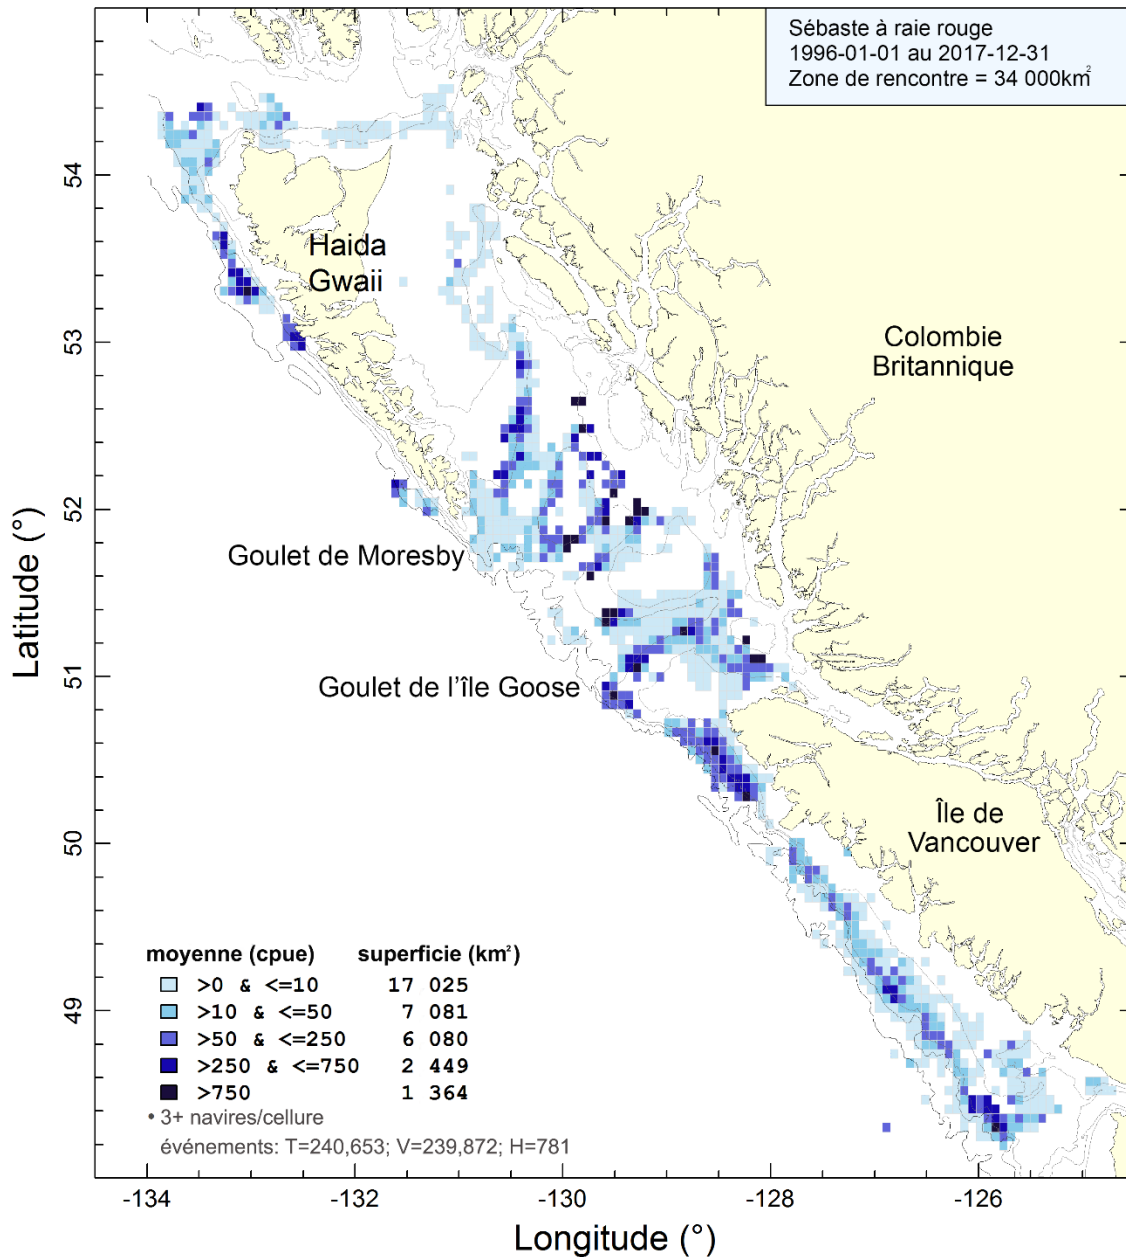 Sébaste à raie rouge
1996-01-01 au 2017-12-31
Zone de rencontre = 34 000km²
Haida
Gwaii
Colombie
Britannique
Goulet de Moresby
Goulet de l'île Goose
Île de
Vancouver
moyenne (cpue) superficie (km²)
>0 & <=10 17 025
>10 & <=50 7 081
>50 & <=250 6 080
>250 & <=750 2 449
>750 1 364
• 3+ navires/cellure
événements: T=240,653; V=239,872; H=781
Latitude (°)
54
53
52
51
50
49
-134 -132 -130 -128 -126
Longitude (°)